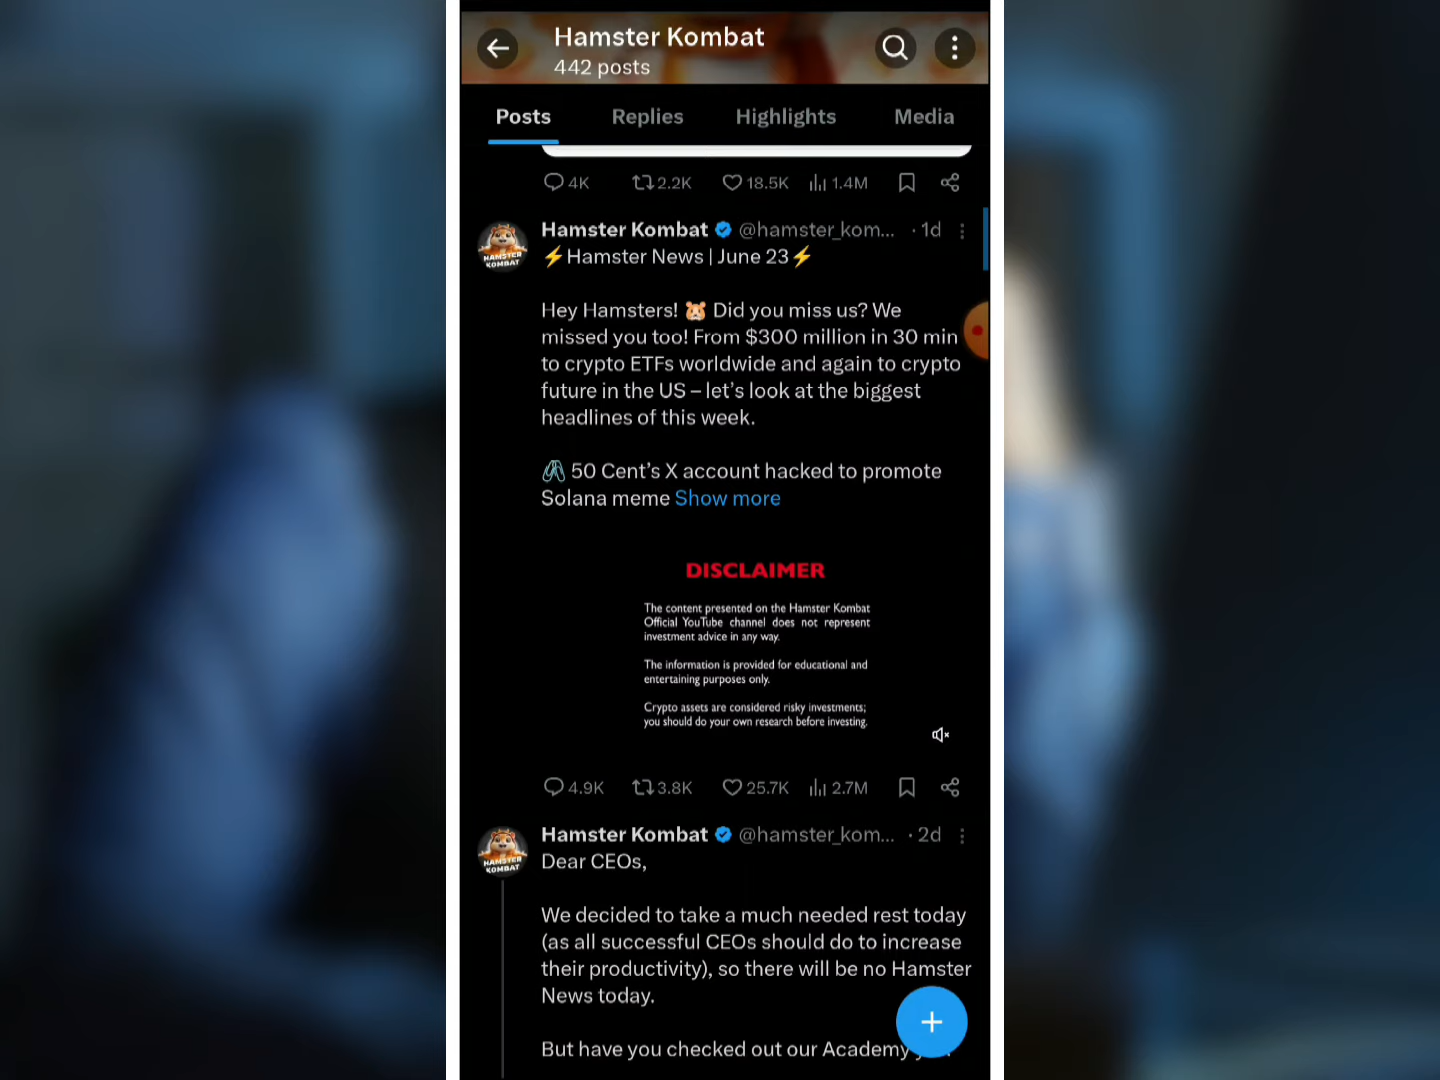 Hamster Kombat
442 posts
Posts Replies Highlights Media
4K 2.2K 18.5K 1.4M
Hamster Kombat @hamster_kom... · 1d
⚡Hamster News | June 23⚡
Hey Hamsters! 🐹 Did you miss us? We
missed you too! From $300 million in 30 min
to crypto ETFs worldwide and again to crypto
future in the US – let's look at the biggest
headlines of this week.
🖇️ 50 Cent's X account hacked to promote
Solana meme Show more
DISCLAIMER
The content presented on the Hamster Kombat
Official YouTube channel does not represent
investment advice in any way.
The information is provided for educational and
entertaining purposes only.
Crypto assets are considered risky investments;
you should do your own research before investing.
4.9K 3.8K 25.7K 2.7M
HAMSTER
KOMBAT
Hamster Kombat @hamster_kom... · 2d
Dear CEOs,
HAMSTER
KOMBAT
We decided to take a much needed rest today
(as all successful CEOs should do to increase
their productivity), so there will be no Hamster
News today.
But have you checked out our Academy